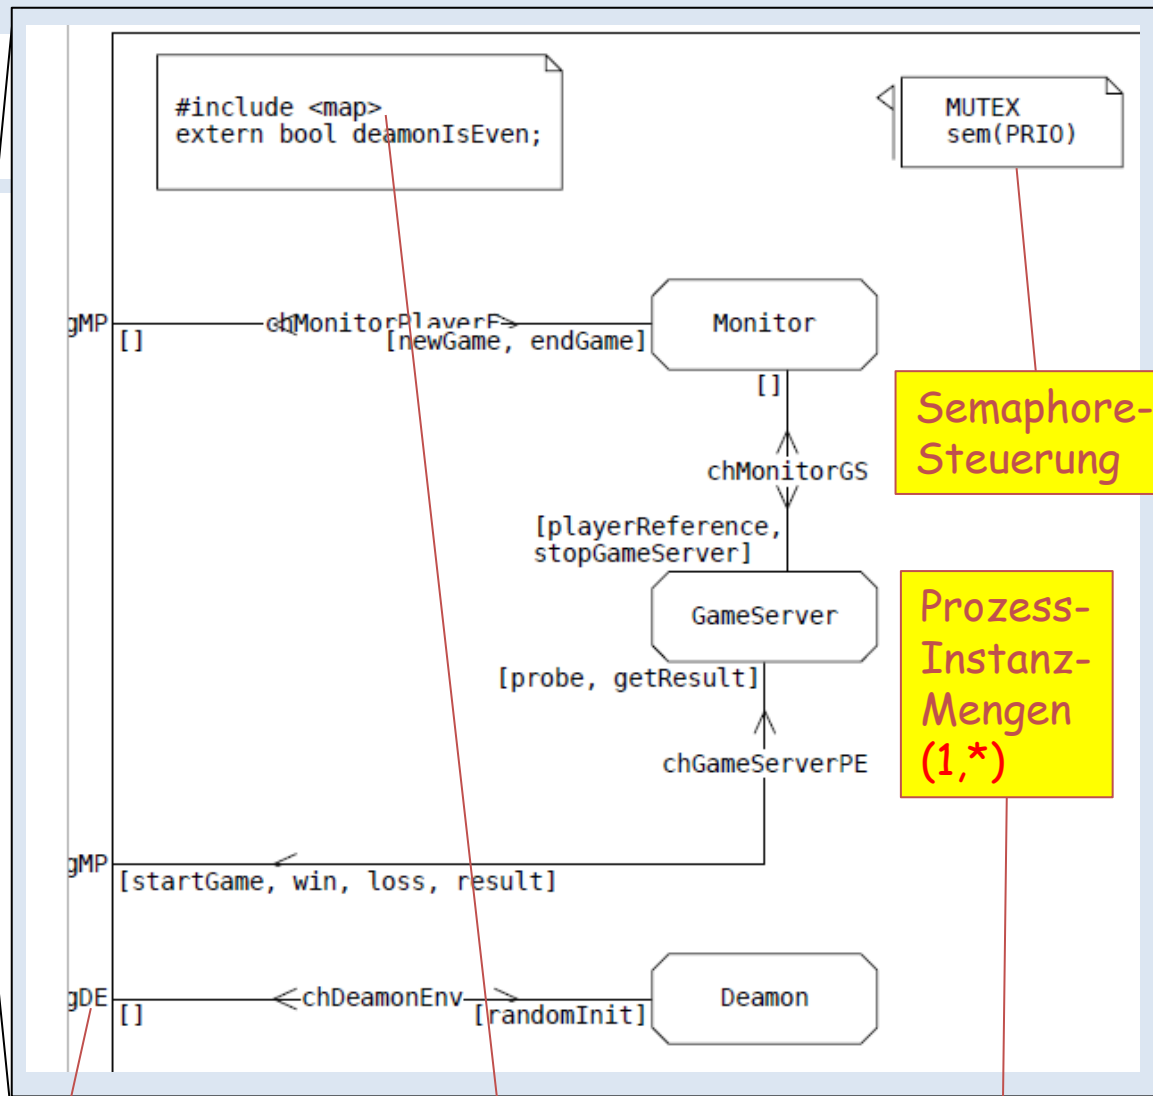 #include <map>
extern bool deamonIsEven;
MUTEX
sem(PRIO)
gMP
[]
chMonitorPlayerE
[newGame, endGame]
Monitor
[]
Semaphore-
Steuerung
chMonitorGS
[playerReference,
stopGameServer]
GameServer
Prozess-
Instanz-
Mengen
(1,*)
[probe, getResult]
chGameServerPE
gMP
[startGame, win, loss, result]
gDE
[]
chDeamonEnv
[randomInit]
Deamon